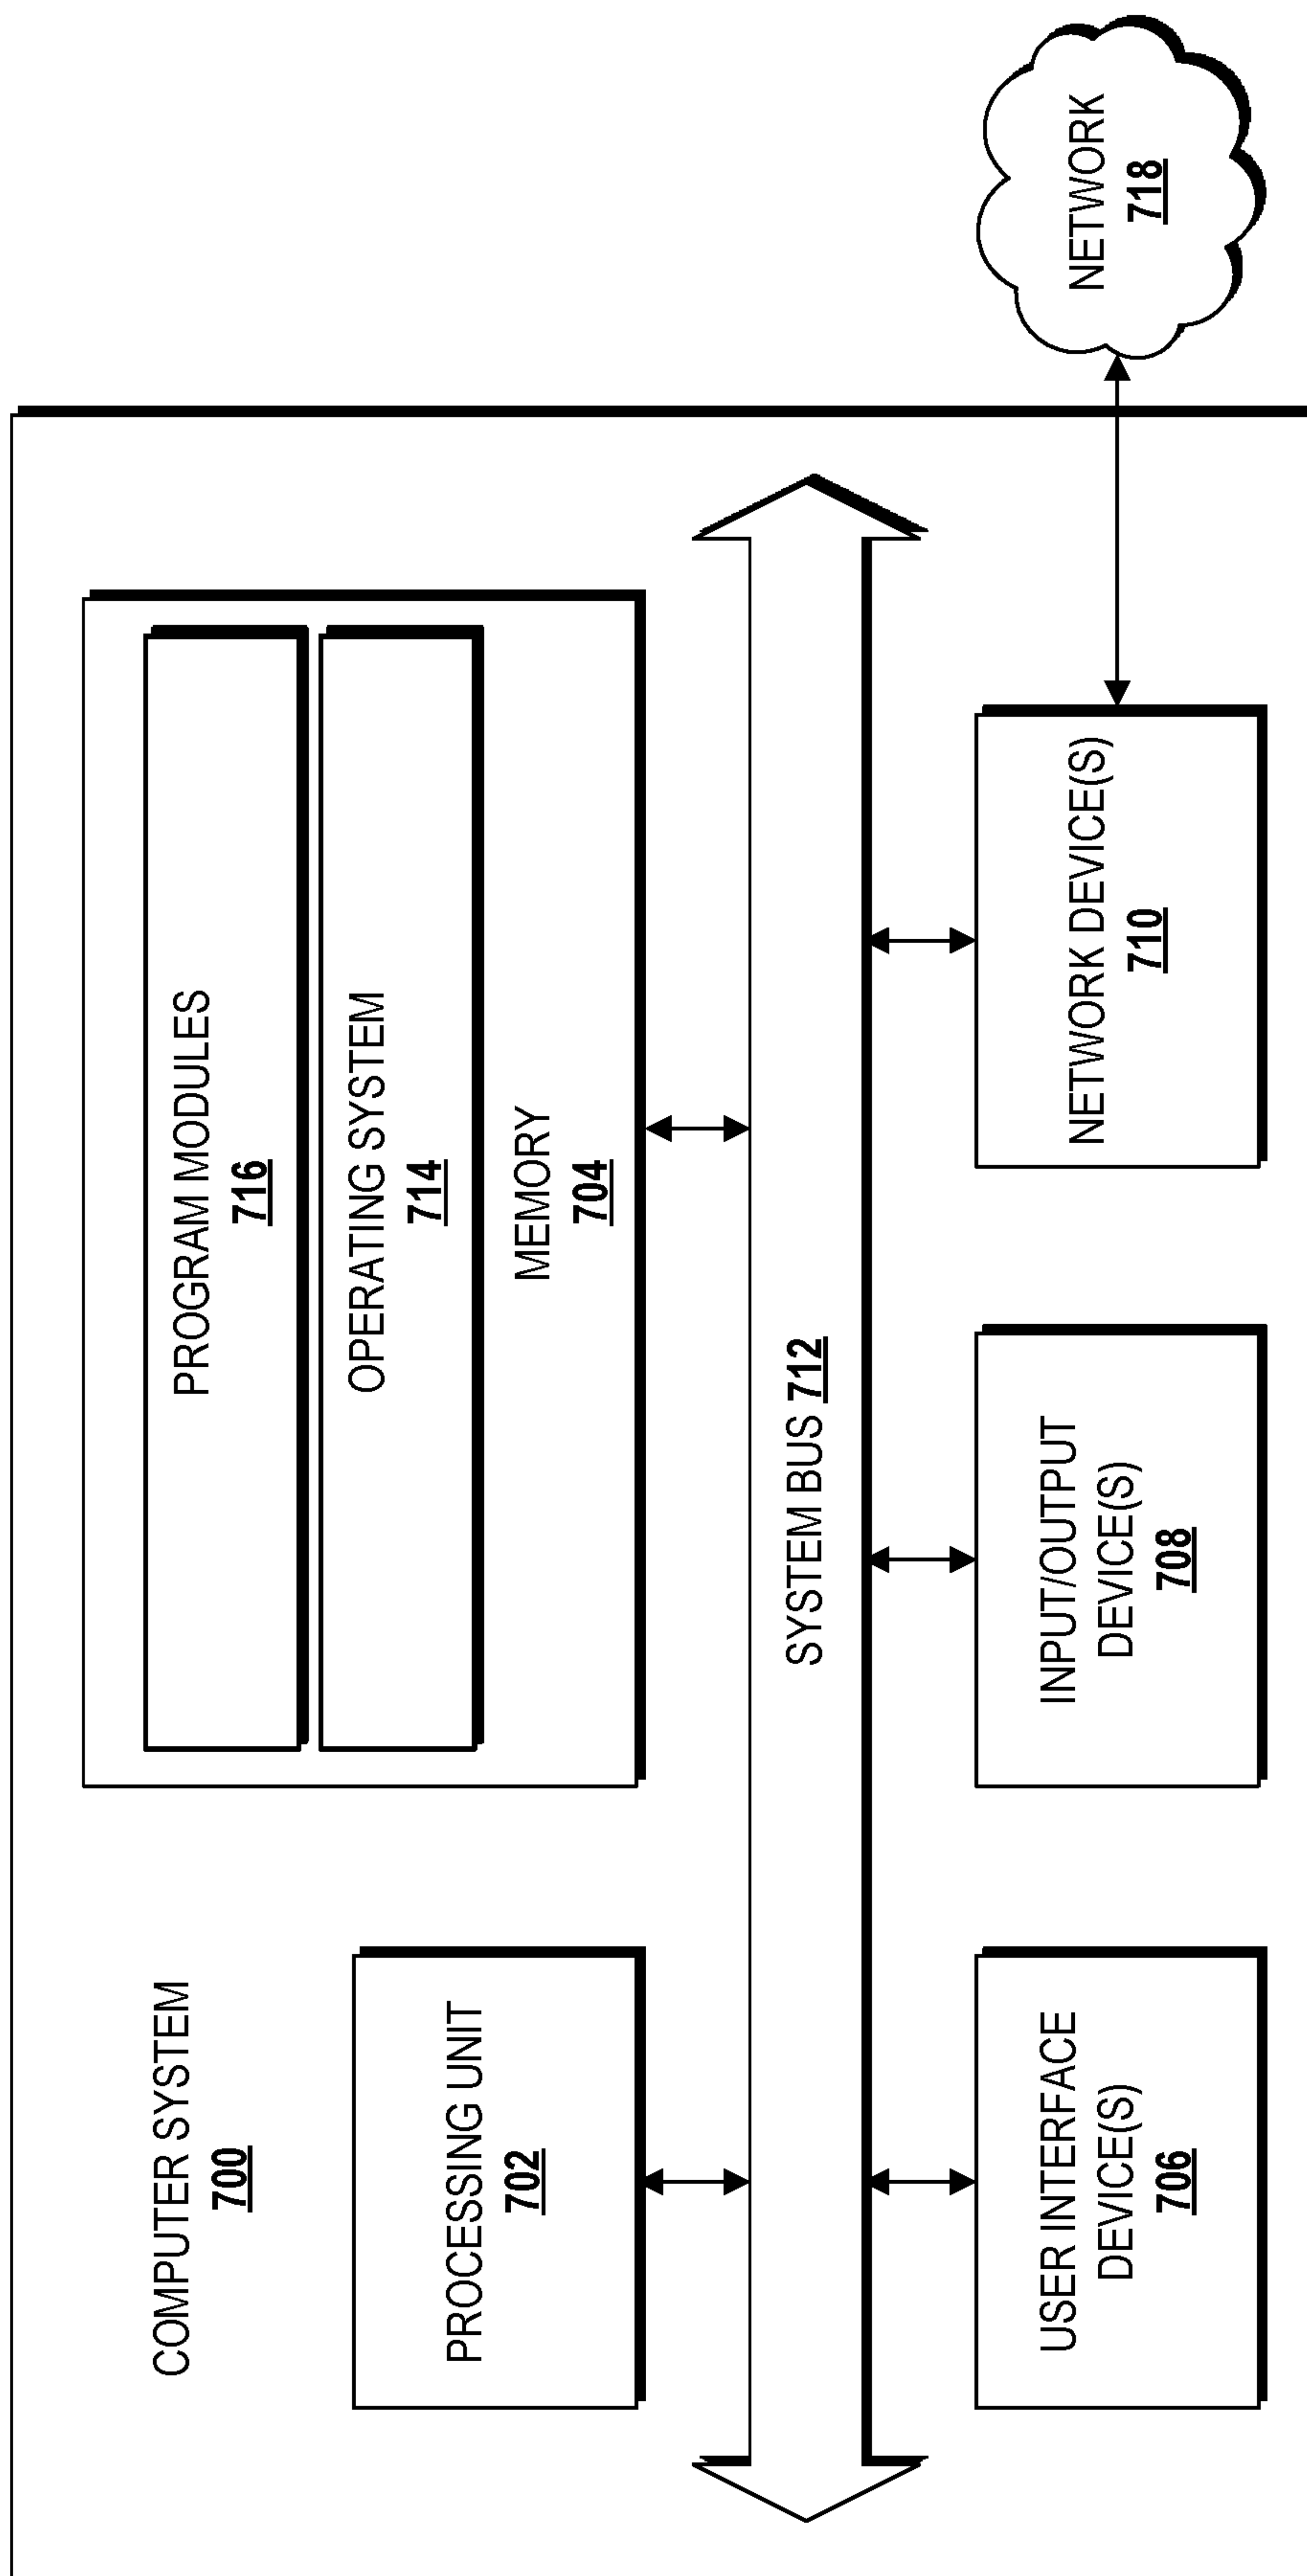 COMPUTER SYSTEM
700
PROCESSING UNIT
702
PROGRAM MODULES
716
OPERATING SYSTEM
714
MEMORY
704
SYSTEM BUS 712
USER INTERFACE
DEVICE(S)
706
INPUT/OUTPUT
DEVICE(S)
708
NETWORK DEVICE(S)
710
NETWORK
718